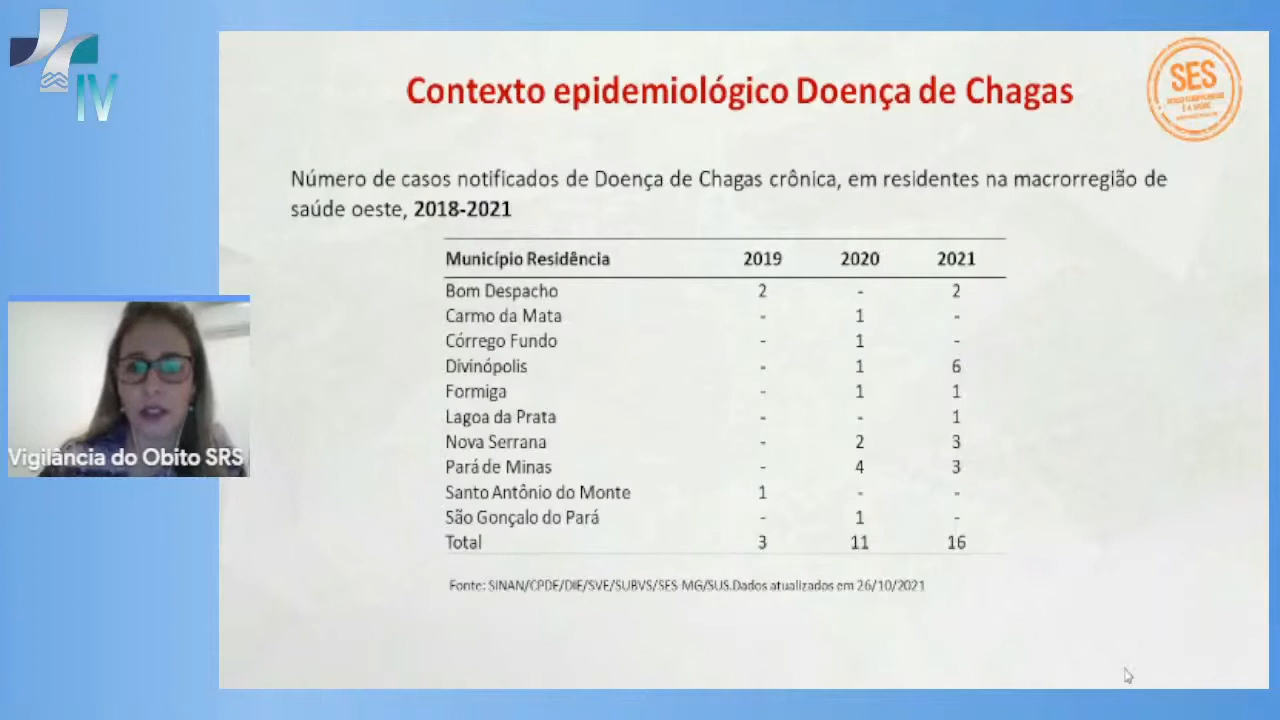 IV
Contexto epidemiológico Doença de Chagas
SES
Número de casos notificados de Doença de Chagas crônica, em residentes na macrorregião de
saúde oeste, 2018-2021
Município Residência 2019 2020 2021
Bom Despacho 2 - 2
Carmo da Mata - 1 -
Córrego Fundo - 1 -
Divinópolis - 1 6
Formiga - 1 1
Lagoa da Prata - - 1
Nova Serrana - 2 3
Pará de Minas - 4 3
Santo Antônio do Monte 1 - -
São Gonçalo do Pará - 1 -
Total 3 11 16
Fonte: SINAN/CPDE/DIE/SVE/SUBVS/SES-MG/SUS.Dados atualizados em 26/10/2021
Vigilância do Obito SRS